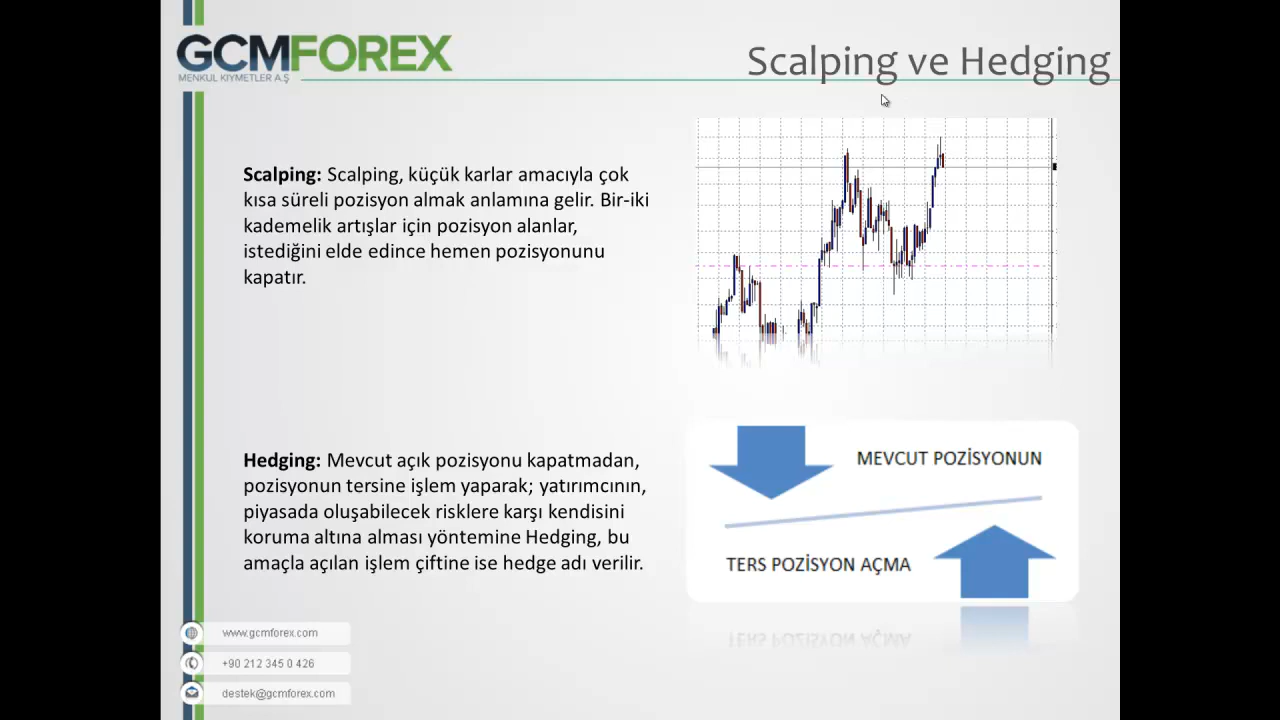 GCMFOREX
MENKUL KIYMETLER A.Ş
Scalping ve Hedging
Scalping: Scalping, küçük karlar amacıyla çok
kısa süreli pozisyon almak anlamına gelir. Bir-iki
kademelik artışlar için pozisyon alanlar,
istediğini elde edince hemen pozisyonunu
kapatır.
Hedging: Mevcut açık pozisyonu kapatmadan,
pozisyonun tersine işlem yaparak; yatırımcının,
piyasada oluşabilecek risklere karşı kendisini
koruma altına alması yöntemine Hedging, bu
amaçla açılan işlem çiftine ise hedge adı verilir.
MEVCUT POZİSYONUN
TERS POZİSYON AÇMA
www.gcmforex.com
+90 212 345 0 426
destek@gcmforex.com